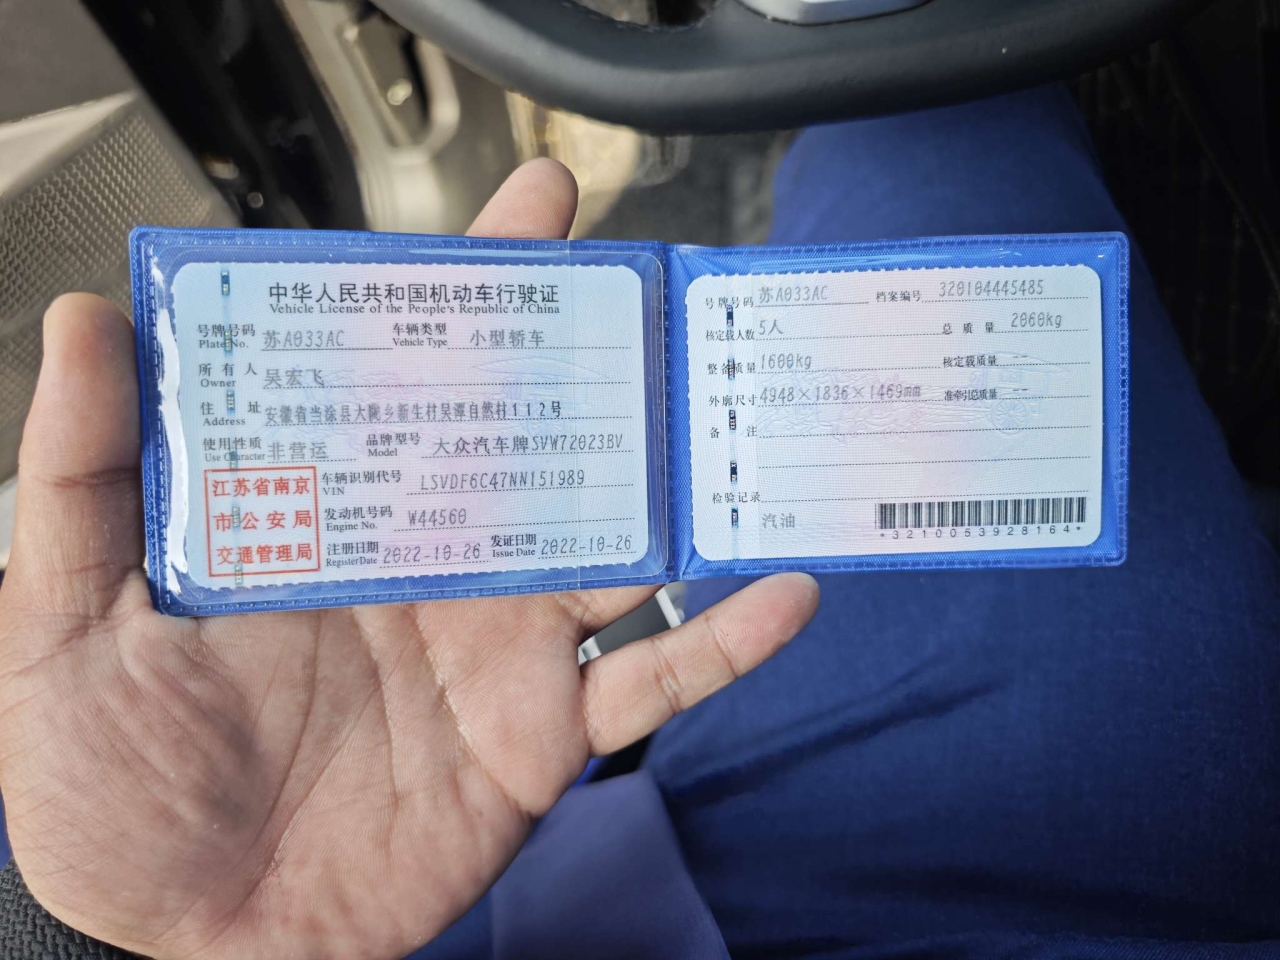 中华人民共和国机动车行驶证
Vehicle License of the People's Republic of China
号牌号码 Plate No. 苏A033AC 车辆类型 Vehicle Type 小型轿车
所有人 Owner 吴宏飞
住址 Address 安徽省当涂县大陇乡新生村吴潭自然村112号
使用性质 Use Character 非营运 品牌型号 Model 大众汽车牌SVW72023BV
江苏省南京
市公安局
交通管理局
车辆识别代号 VIN LSVDF6C47NN151989
发动机号码 Engine No. W44560
注册日期 Register Date 2022-10-26 发证日期 Issue Date 2022-10-26
号牌号码 苏A033AC 档案编号 320104445485
核定载人数 5人 总质量 2060kg
整备质量 1600kg 核定载质量 --
外廓尺寸 4948×1836×1469mm 准牵引总质量 --
备注
检验记录
汽油
*3210053928164*